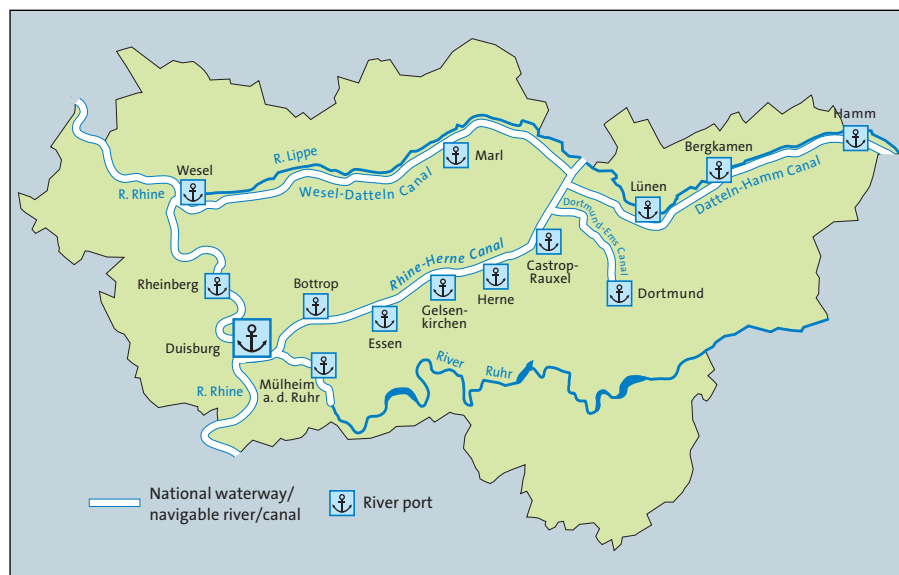 Hamm
Bergkamen
R. Lippe
Marl
Wesel
Lünen
R. Rhine
Wesel-Datteln Canal
Datteln-Hamm Canal
Dortmund-Ems Canal
Rhine-Herne Canal
Castrop-
Rauxel
Rheinberg
Bottrop
Herne
Dortmund
Gelsen-
kirchen
Essen
Duisburg
River
Ruhr
Mülheim
a. d. Ruhr
R. Rhine
National waterway/
navigable river/canal
River port